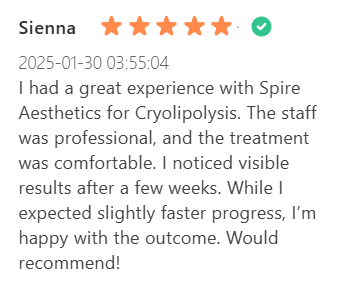 Sienna
2025-01-30 03:55:04
I had a great experience with Spire
Aesthetics for Cryolipolysis. The staff
was professional, and the treatment
was comfortable. I noticed visible
results after a few weeks. While I
expected slightly faster progress, I’m
happy with the outcome. Would
recommend!